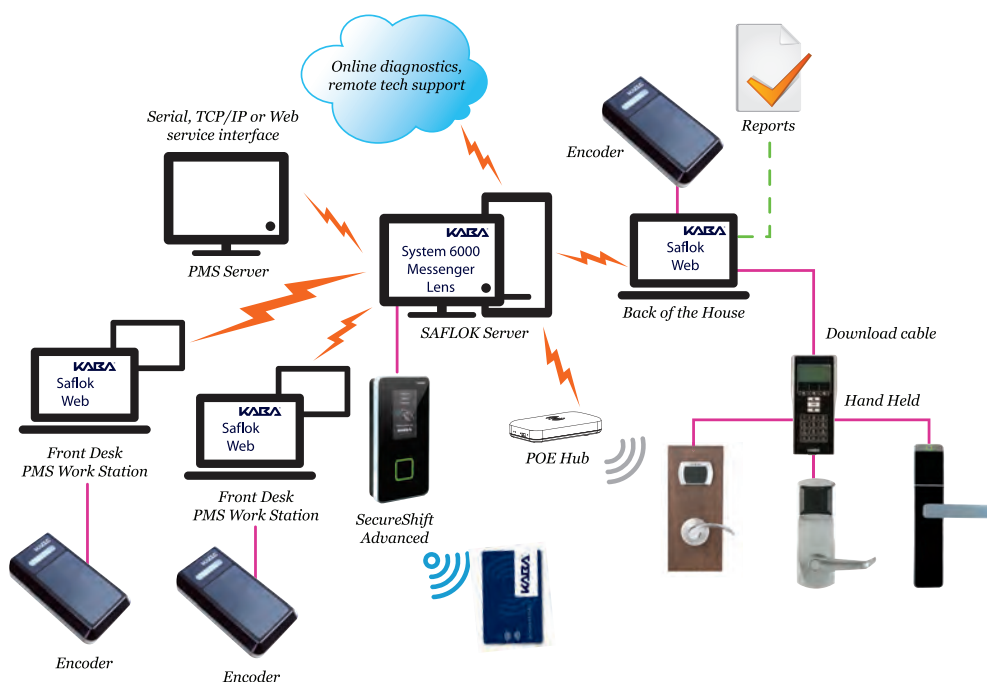 Online diagnostics,
remote tech support
Serial, TCP/IP or Web
service interface
PMS Server
KABA
System 6000
Messenger
Lens
SAFLOK Server
Encoder
Reports
KABA
Saflok
Web
Back of the House
Download cable
Hand Held
POE Hub
KABA
Saflok
Web
Front Desk
PMS Work Station
KABA
Saflok
Web
Front Desk
PMS Work Station
SecureShift
Advanced
KABA
Encoder
Encoder